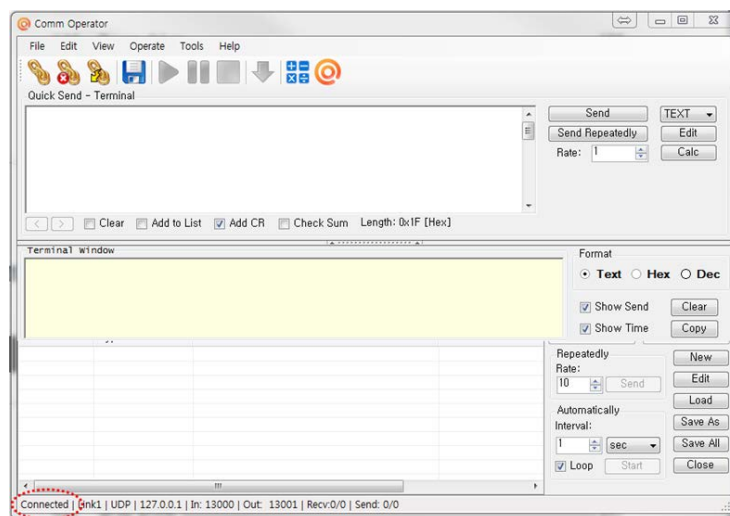 Comm Operator
File Edit View Operate Tools Help
Quick Send - Terminal
Send TEXT
Send Repeatedly Edit
Rate: 1 Calc
< > Clear Add to List Add CR Check Sum Length: 0x1F [Hex]
Terminal Window
Format
Text Hex Dec
Show Send Clear
Show Time Copy
Repeatedly New
Rate:
10 Send Edit
Load
Automatically
Interval: Save As
1 sec Save All
Loop Start Close
Connected | | UDP | 127.0.0.1 | In: 13000 | Out: 13001 | Recv:0/0 | Send: 0/0